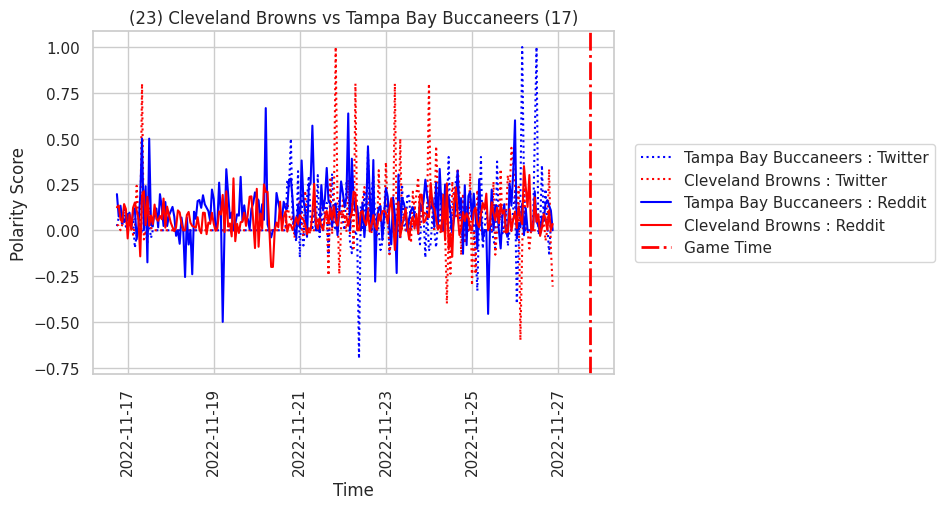 (23) Cleveland Browns vs Tampa Bay Buccaneers (17)
Polarity Score
1.00
0.75
0.50
0.25
0.00
−0.25
−0.50
−0.75
2022-11-17
2022-11-19
2022-11-21
2022-11-23
2022-11-25
2022-11-27
Time
Tampa Bay Buccaneers : Twitter
Cleveland Browns : Twitter
Tampa Bay Buccaneers : Reddit
Cleveland Browns : Reddit
Game Time